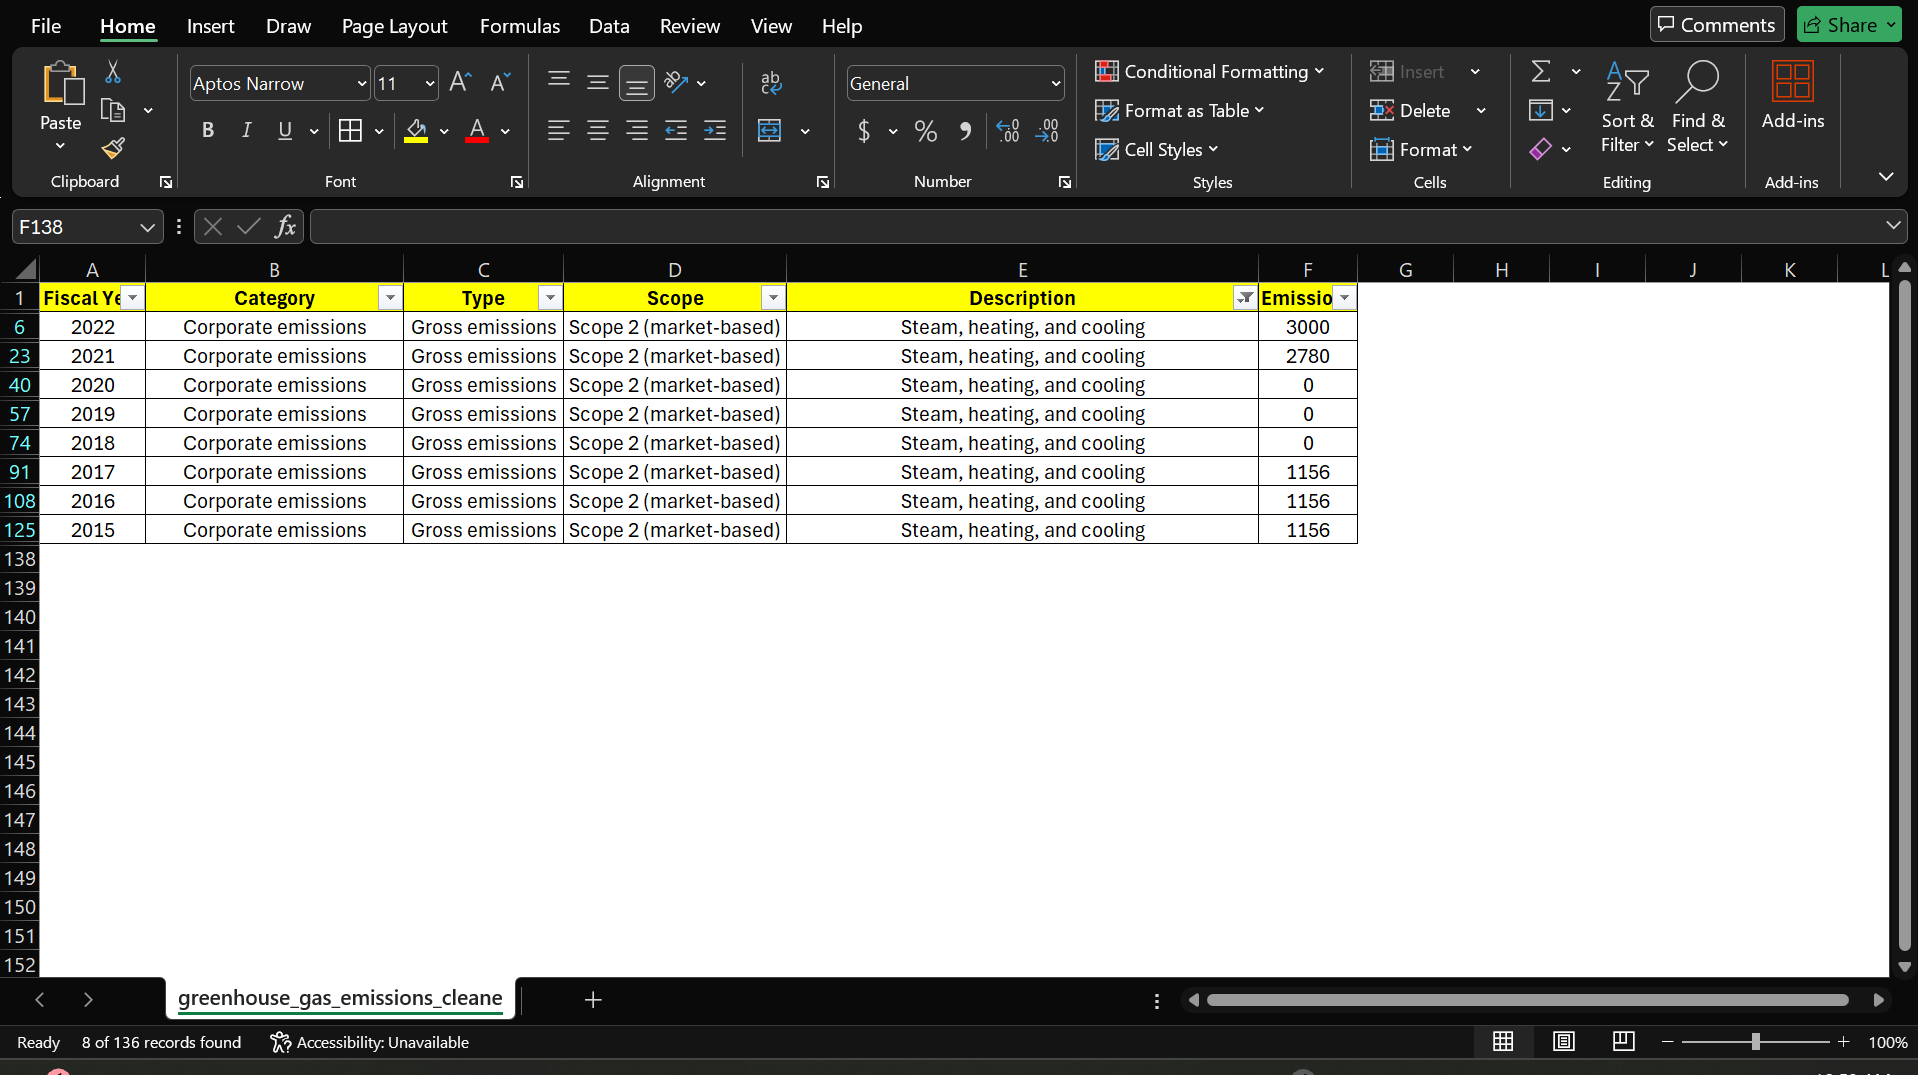 File Home Insert Draw Page Layout Formulas Data Review View Help Comments Share
Paste
Clipboard
Aptos Narrow 11
B I U
Font
ab
Alignment
General
$ % 9 .00 .00
Number
Conditional Formatting
Format as Table
Cell Styles
Styles
Insert
Delete
Format
Cells
Sort & Filter
Find & Select
Editing
Add-ins
Add-ins
F138 fx
A B C D E F G H I J K L
1 Fiscal Ye Category Type Scope Description Emissio
6 2022 Corporate emissions Gross emissions Scope 2 (market-based) Steam, heating, and cooling 3000
23 2021 Corporate emissions Gross emissions Scope 2 (market-based) Steam, heating, and cooling 2780
40 2020 Corporate emissions Gross emissions Scope 2 (market-based) Steam, heating, and cooling 0
57 2019 Corporate emissions Gross emissions Scope 2 (market-based) Steam, heating, and cooling 0
74 2018 Corporate emissions Gross emissions Scope 2 (market-based) Steam, heating, and cooling 0
91 2017 Corporate emissions Gross emissions Scope 2 (market-based) Steam, heating, and cooling 1156
108 2016 Corporate emissions Gross emissions Scope 2 (market-based) Steam, heating, and cooling 1156
125 2015 Corporate emissions Gross emissions Scope 2 (market-based) Steam, heating, and cooling 1156
138
139
140
141
142
143
144
145
146
147
148
149
150
151
152
greenhouse_gas_emissions_cleane
Ready 8 of 136 records found Accessibility: Unavailable 100%